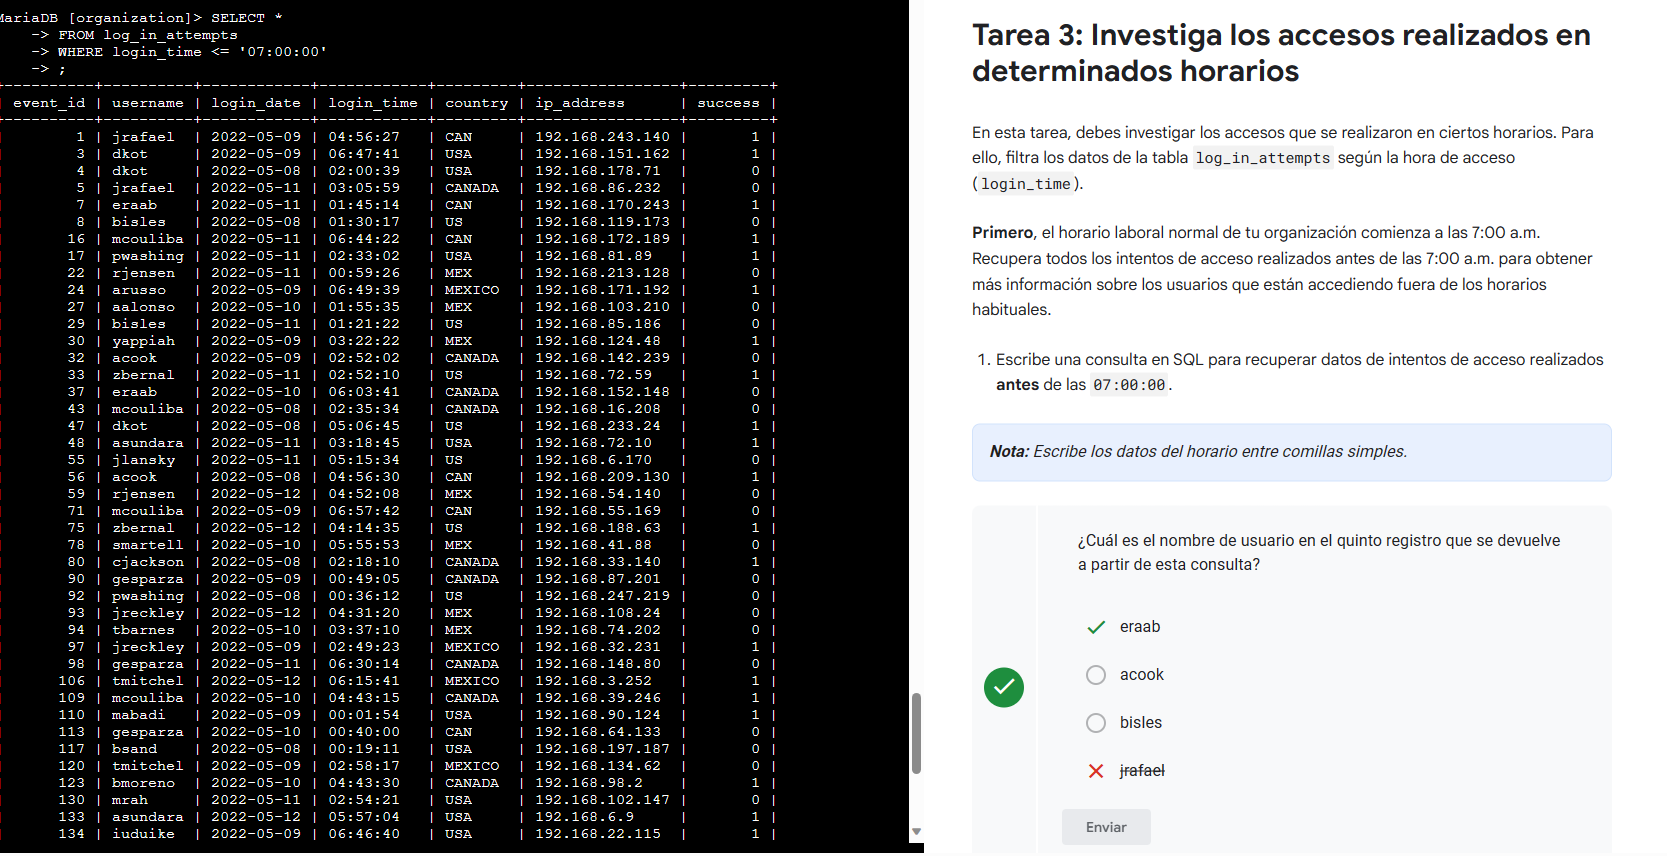 MariaDB [organization]> SELECT *
    -> FROM log_in_attempts
    -> WHERE login_time <= '07:00:00'
    -> ;
event_id | username | login_date | login_time | country | ip_address | success |
1 | jrafael | 2022-05-09 | 04:56:27 | CAN | 192.168.243.140 | 1 |
3 | dkot | 2022-05-09 | 06:47:41 | USA | 192.168.151.162 | 1 |
4 | dkot | 2022-05-08 | 02:00:39 | USA | 192.168.178.71 | 0 |
5 | jrafael | 2022-05-11 | 03:05:59 | CANADA | 192.168.86.232 | 0 |
7 | eraab | 2022-05-11 | 01:45:14 | CAN | 192.168.170.243 | 1 |
8 | bisles | 2022-05-08 | 01:30:17 | US | 192.168.119.173 | 0 |
16 | mcouliba | 2022-05-11 | 06:44:22 | CAN | 192.168.172.189 | 1 |
17 | pwashing | 2022-05-11 | 02:33:02 | USA | 192.168.81.89 | 1 |
22 | rjensen | 2022-05-11 | 00:59:26 | MEX | 192.168.213.128 | 0 |
24 | arusso | 2022-05-09 | 06:49:39 | MEXICO | 192.168.171.192 | 1 |
27 | aalonso | 2022-05-10 | 01:55:35 | MEX | 192.168.103.210 | 0 |
29 | bisles | 2022-05-11 | 01:21:22 | US | 192.168.85.186 | 0 |
30 | yappiah | 2022-05-09 | 03:22:22 | MEX | 192.168.124.48 | 1 |
32 | acook | 2022-05-09 | 02:52:02 | CANADA | 192.168.142.239 | 0 |
33 | zbernal | 2022-05-11 | 02:52:10 | US | 192.168.72.59 | 1 |
37 | eraab | 2022-05-10 | 06:03:41 | CANADA | 192.168.152.148 | 0 |
43 | mcouliba | 2022-05-08 | 02:35:34 | CANADA | 192.168.16.208 | 0 |
47 | dkot | 2022-05-08 | 05:06:45 | US | 192.168.233.24 | 1 |
48 | asundara | 2022-05-11 | 03:18:45 | USA | 192.168.72.10 | 1 |
55 | jlansky | 2022-05-11 | 05:15:34 | US | 192.168.6.170 | 0 |
56 | acook | 2022-05-08 | 04:56:30 | CAN | 192.168.209.130 | 1 |
59 | rjensen | 2022-05-12 | 04:52:08 | MEX | 192.168.54.140 | 0 |
71 | mcouliba | 2022-05-09 | 06:57:42 | CAN | 192.168.55.169 | 0 |
75 | zbernal | 2022-05-12 | 04:14:35 | US | 192.168.188.63 | 1 |
78 | smartell | 2022-05-10 | 05:55:53 | MEX | 192.168.41.88 | 0 |
80 | cjackson | 2022-05-08 | 02:18:10 | CANADA | 192.168.33.140 | 1 |
90 | gesparza | 2022-05-09 | 00:49:05 | CANADA | 192.168.87.201 | 0 |
92 | pwashing | 2022-05-08 | 00:36:12 | US | 192.168.247.219 | 0 |
93 | jreckley | 2022-05-12 | 04:31:20 | MEX | 192.168.108.24 | 0 |
94 | tbarnes | 2022-05-10 | 03:37:10 | MEX | 192.168.74.202 | 0 |
97 | jreckley | 2022-05-09 | 02:49:23 | MEXICO | 192.168.32.231 | 1 |
98 | gesparza | 2022-05-11 | 06:30:14 | CANADA | 192.168.148.80 | 0 |
106 | tmitchel | 2022-05-12 | 06:15:41 | MEXICO | 192.168.3.252 | 1 |
109 | mcouliba | 2022-05-10 | 04:43:15 | CANADA | 192.168.39.246 | 1 |
110 | mabadi | 2022-05-09 | 00:01:54 | USA | 192.168.90.124 | 1 |
113 | gesparza | 2022-05-10 | 00:40:00 | CAN | 192.168.64.133 | 0 |
117 | bsand | 2022-05-08 | 00:19:11 | USA | 192.168.197.187 | 0 |
120 | tmitchel | 2022-05-09 | 02:58:17 | MEXICO | 192.168.134.62 | 0 |
123 | bmoreno | 2022-05-10 | 04:43:30 | CANADA | 192.168.98.2 | 1 |
130 | mrah | 2022-05-11 | 02:54:21 | USA | 192.168.102.147 | 0 |
133 | asundara | 2022-05-12 | 05:57:04 | USA | 192.168.6.9 | 1 |
134 | iuduike | 2022-05-09 | 06:46:40 | USA | 192.168.22.115 | 1 |
Tarea 3: Investiga los accesos realizados en
determinados horarios
En esta tarea, debes investigar los accesos que se realizaron en ciertos horarios. Para
ello, filtra los datos de la tabla log_in_attempts según la hora de acceso
(login_time).
Primero, el horario laboral normal de tu organización comienza a las 7:00 a.m.
Recupera todos los intentos de acceso realizados antes de las 7:00 a.m. para obtener
más información sobre los usuarios que están accediendo fuera de los horarios
habituales.
1. Escribe una consulta en SQL para recuperar datos de intentos de acceso realizados
antes de las 07:00:00.
Nota: Escribe los datos del horario entre comillas simples.
¿Cuál es el nombre de usuario en el quinto registro que se devuelve
a partir de esta consulta?
eraab
acook
bisles
jrafael
Enviar